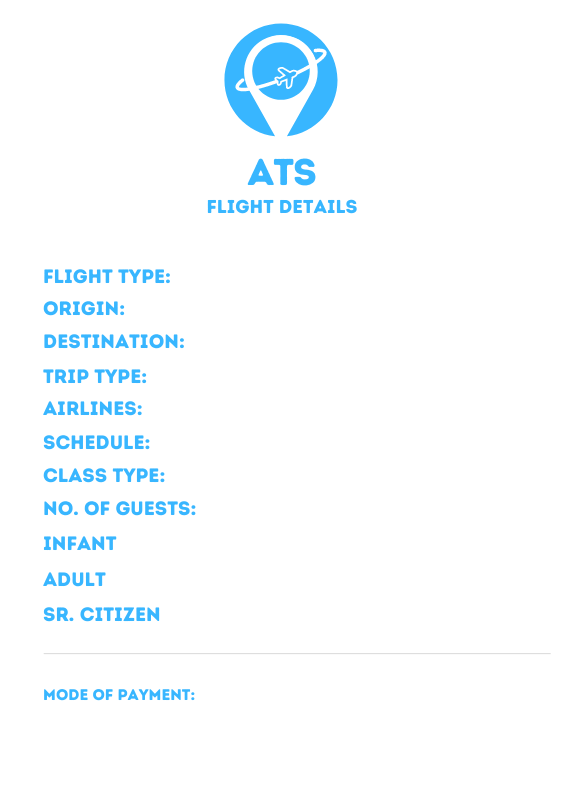 ATS
FLIGHT DETAILS
FLIGHT TYPE:
ORIGIN:
DESTINATION:
TRIP TYPE:
AIRLINES:
SCHEDULE:
CLASS TYPE:
NO. OF GUESTS:
INFANT
ADULT
SR. CITIZEN
MODE OF PAYMENT: